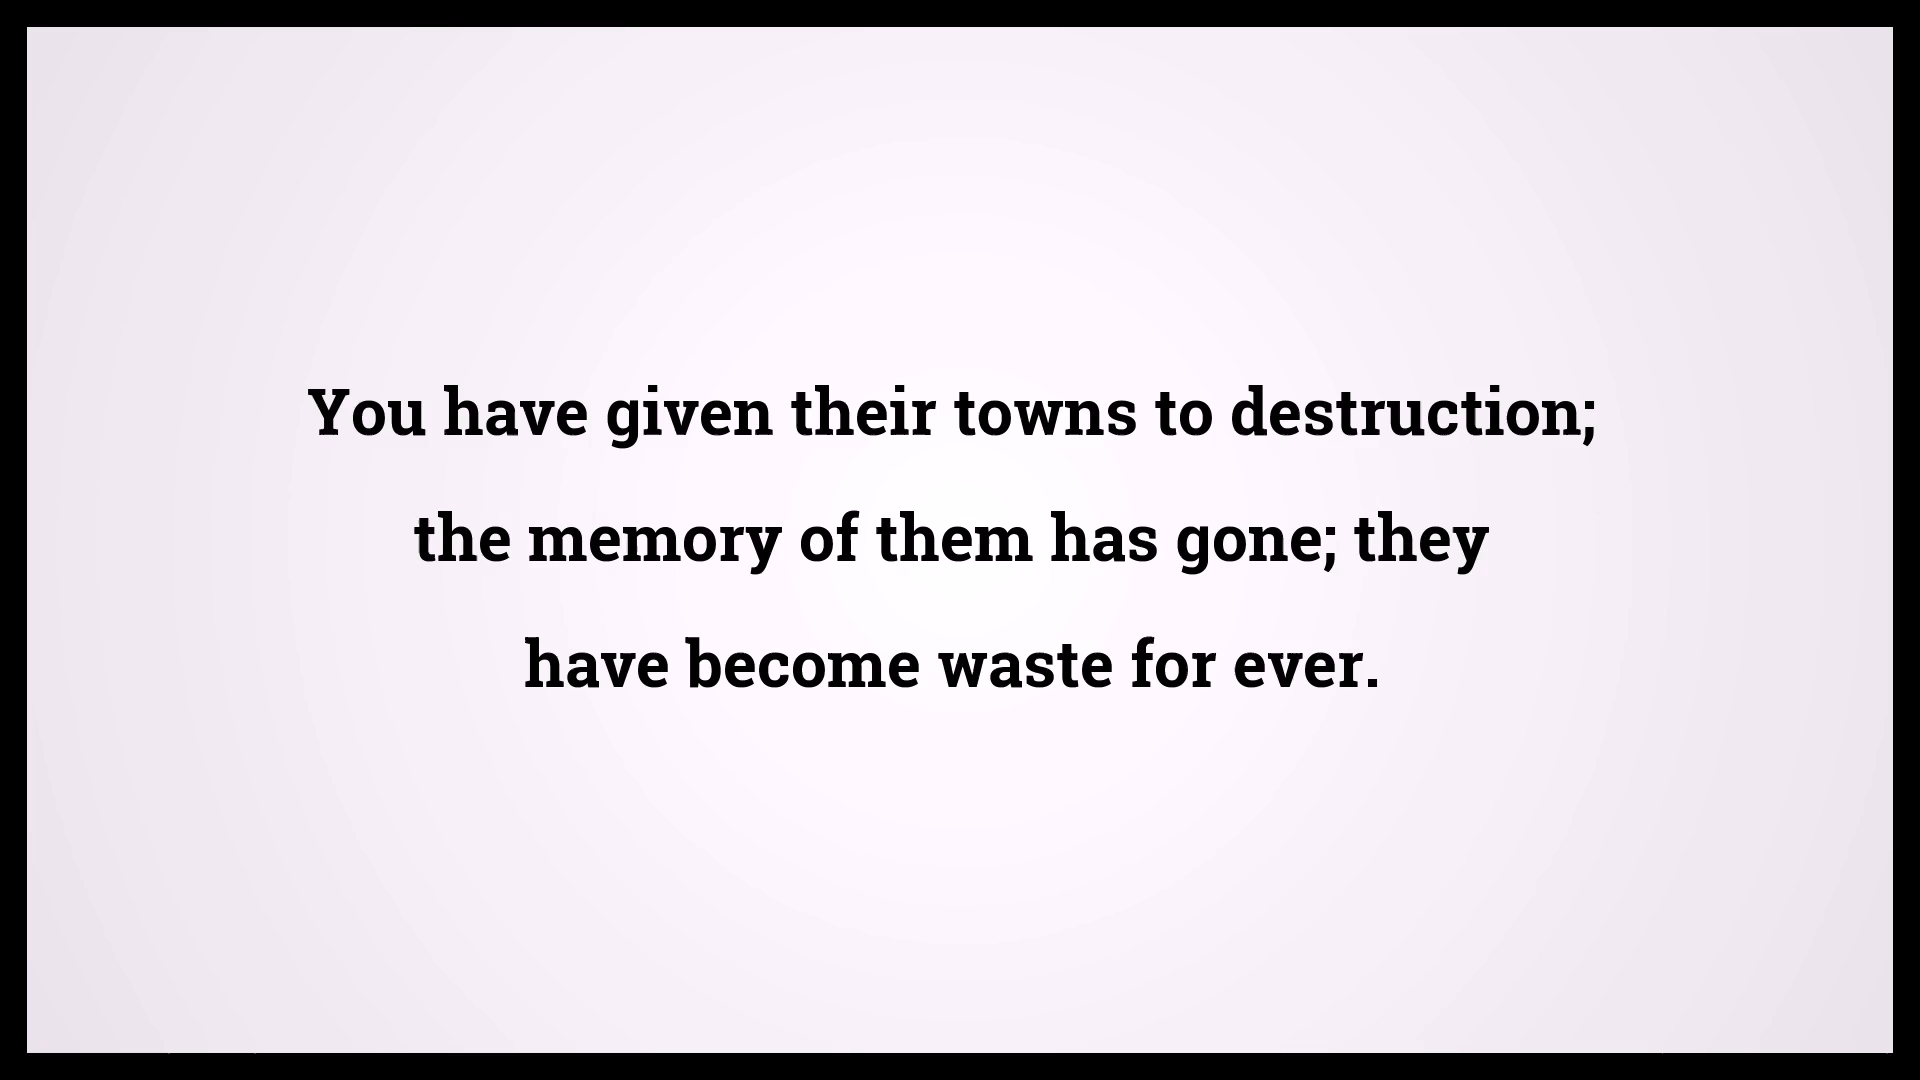 You have given their towns to destruction;
the memory of them has gone; they
have become waste for ever.